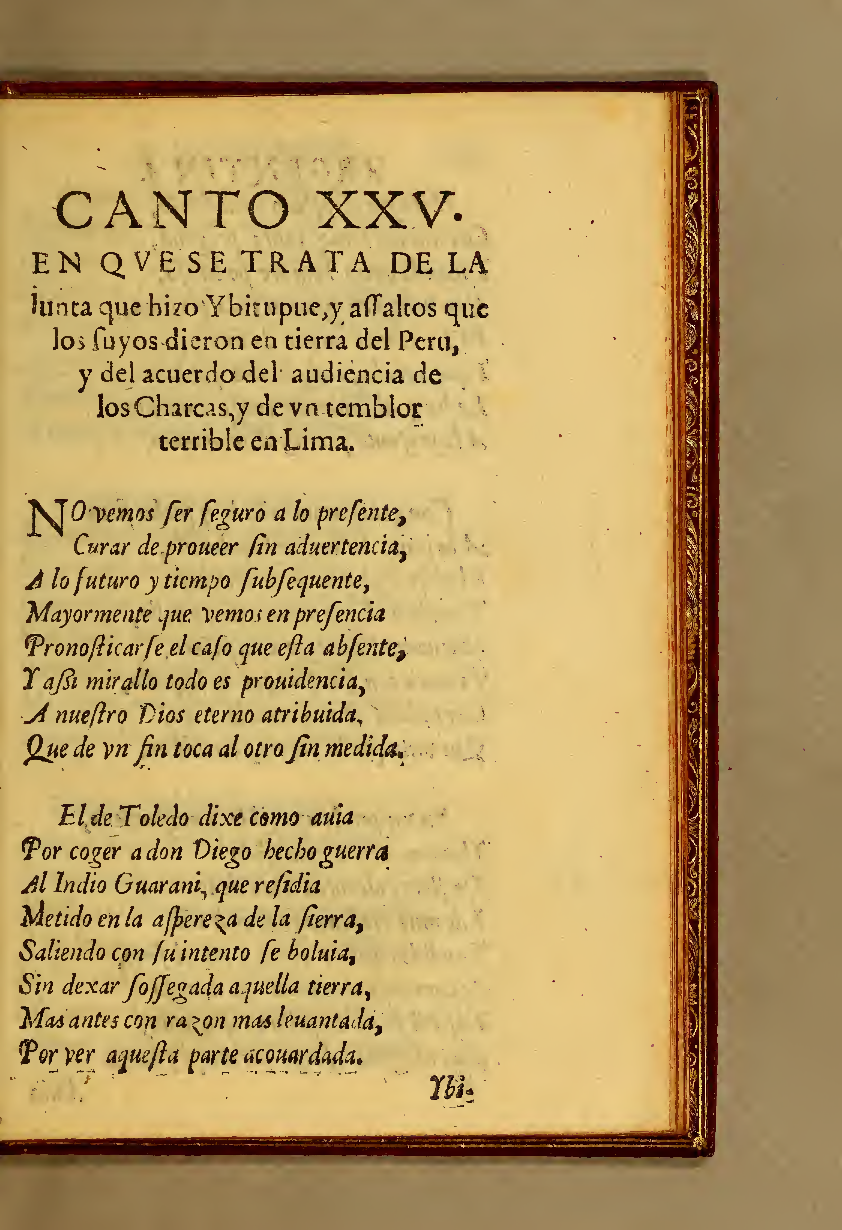 CANTO XXV.
EN QVE SE TRATA DE LA
Iunta que hizo Ybitupue, y aſſaltos que
los ſuyos dieron en tierra del Peru,
y del acuerdo del audiencia de
los Charcas, y de vn temblor
terrible en Lima.
NO vemos ſer ſeguro a lo preſente,
Curar de proueer ſin aduertencia,
A lo futuro y tiempo ſubſequente,
Mayormente que vemos en preſencia
Pronoſticarſe el caſo que eſta abſente,
Y aſsi mirallo todo es prouidencia,
A nueſtro Dios eterno atribuida,
Que de vn fin toca al otro fin medida.
El de Toledo dixe como auia
Por coger a don Diego hecho guerra
Al Indio Guarani, que reſidia
Metido en la aſpereza de la ſierra,
Saliendo con ſu intento ſe boluia,
Sin dexar ſoſſegada aquella tierra,
Mas antes con razon mas leuantada,
Por ver aqueſta parte acouardada.
Ybi-